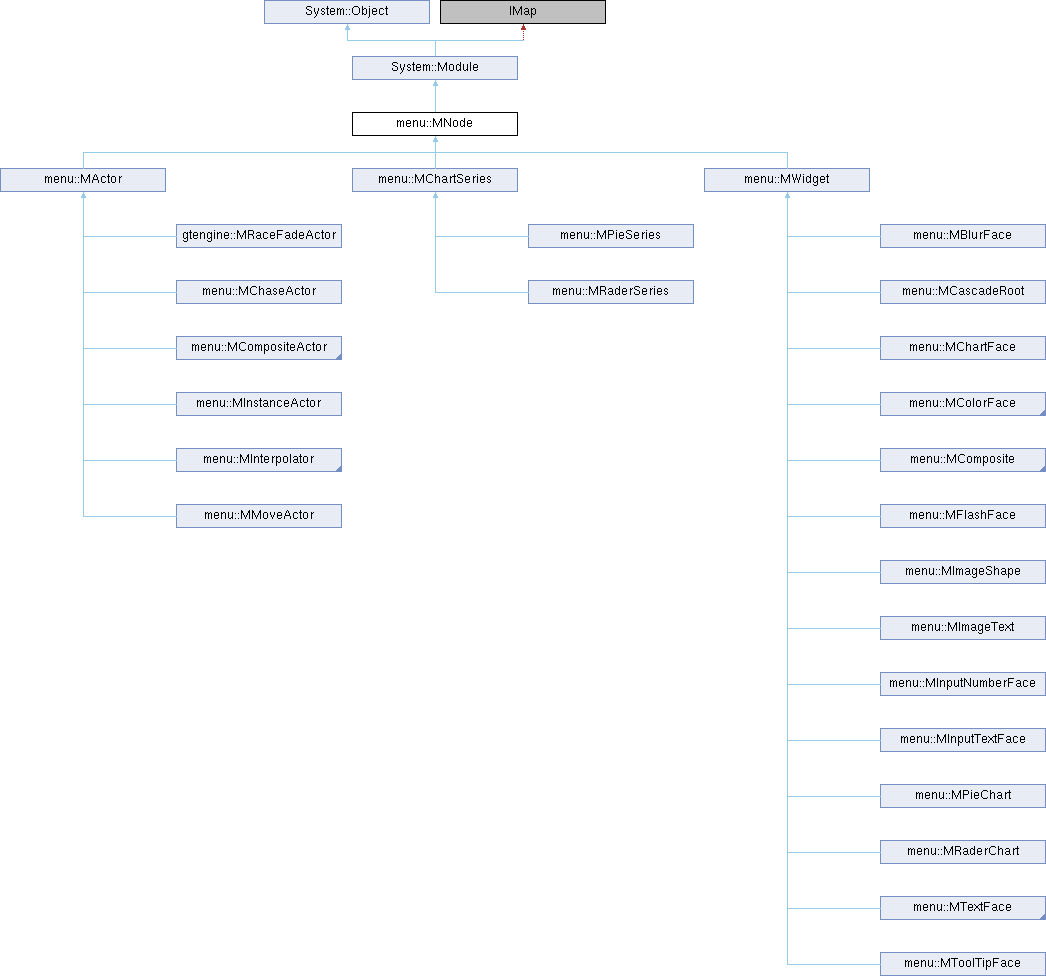 System::Object
IMap
System::Module
menu::MNode
menu::MActor
menu::MChartSeries
menu::MWidget
gtengine::MRaceFadeActor
menu::MPieSeries
menu::MBlurFace
menu::MChaseActor
menu::MRaderSeries
menu::MCascadeRoot
menu::MCompositeActor
menu::MChartFace
menu::MInstanceActor
menu::MColorFace
menu::MInterpolator
menu::MComposite
menu::MMoveActor
menu::MFlashFace
menu::MImageShape
menu::MImageText
menu::MInputNumberFace
menu::MInputTextFace
menu::MPieChart
menu::MRaderChart
menu::MTextFace
menu::MToolTipFace